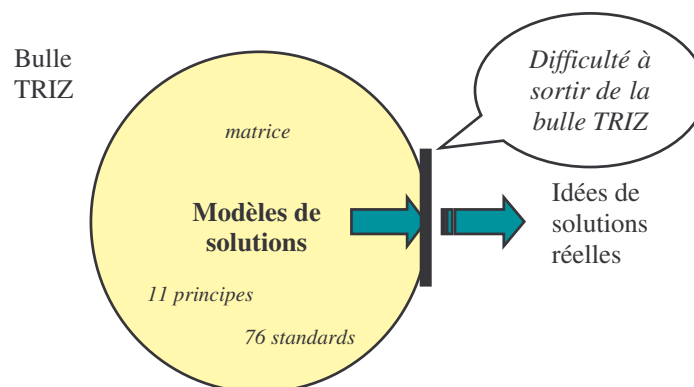 Bulle
TRIZ
Difficulté à
sortir de la
bulle TRIZ
matrice
Modèles de
solutions
Idées de
solutions
réelles
11 principes
76 standards